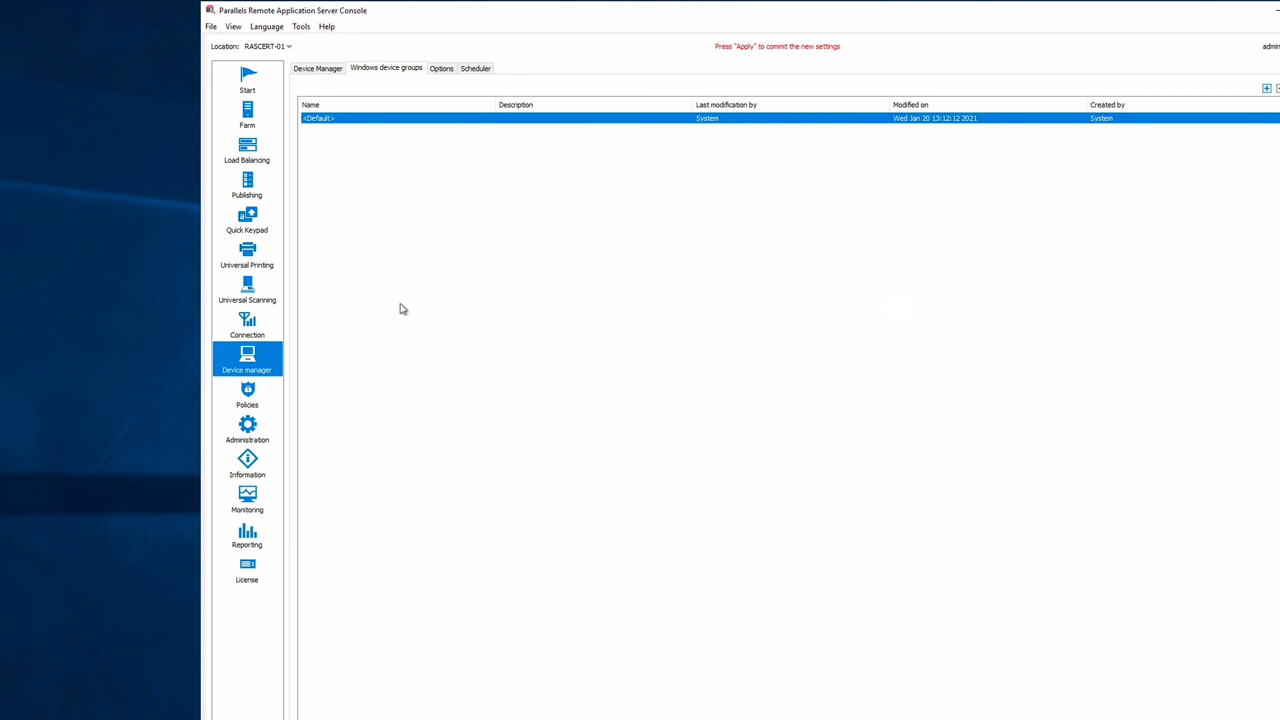 Parallels Remote Application Server Console
File View Language Tools Help
Location: RASCERT-01
Press "Apply" to commit the new settings
Start
Farm
Load Balancing
Publishing
Quick Keypad
Universal Printing
Universal Scanning
Connection
Device manager
Policies
Administration
Information
Monitoring
Reporting
License
Device Manager Windows device groups Options Scheduler
Name Description Last modification by Modified on Created by
<Default> System Wed Jan 20 13:12:12 2021 System